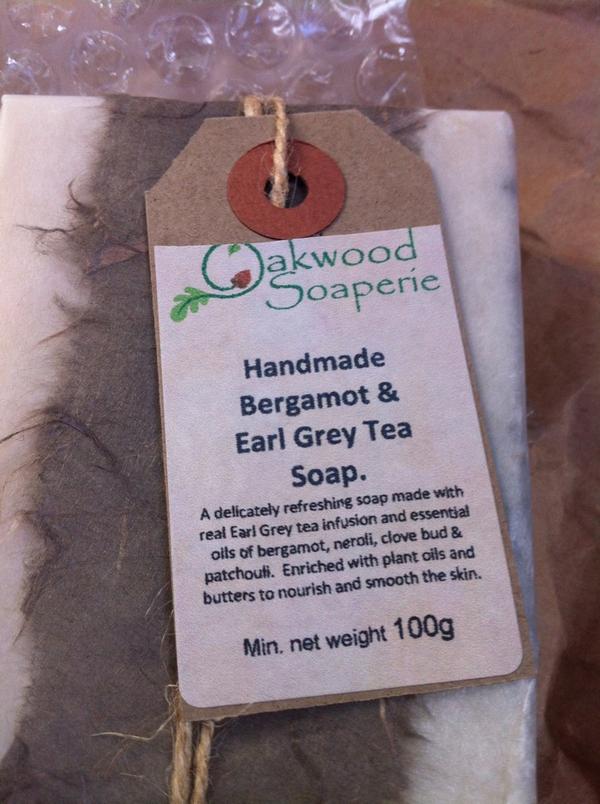 Oakwood
Soaperie
Handmade
Bergamot &
Earl Grey Tea
Soap.
A delicately refreshing soap made with
real Earl Grey tea infusion and essential
oils of bergamot, neroli, clove bud &
patchouli. Enriched with plant oils and
butters to nourish and smooth the skin.
Min. net weight 100g